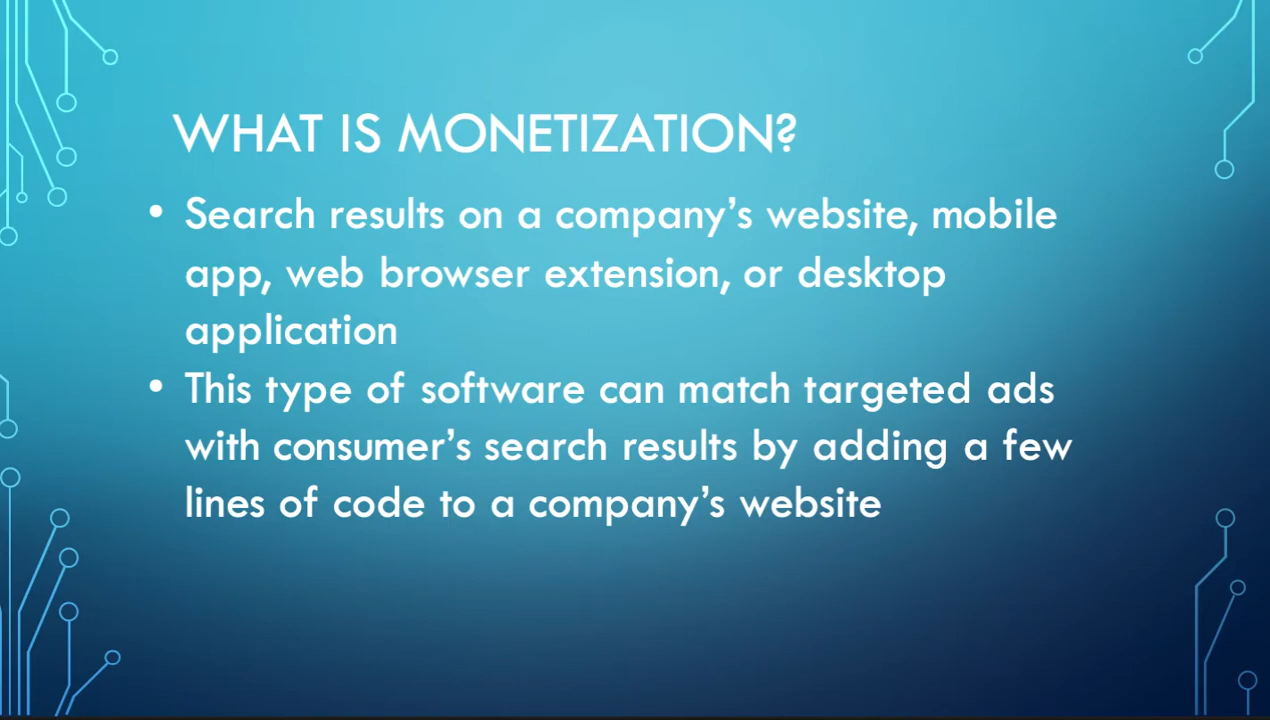 WHAT IS MONETIZATION?
• Search results on a company’s website, mobile
app, web browser extension, or desktop
application
• This type of software can match targeted ads
with consumer’s search results by adding a few
lines of code to a company’s website